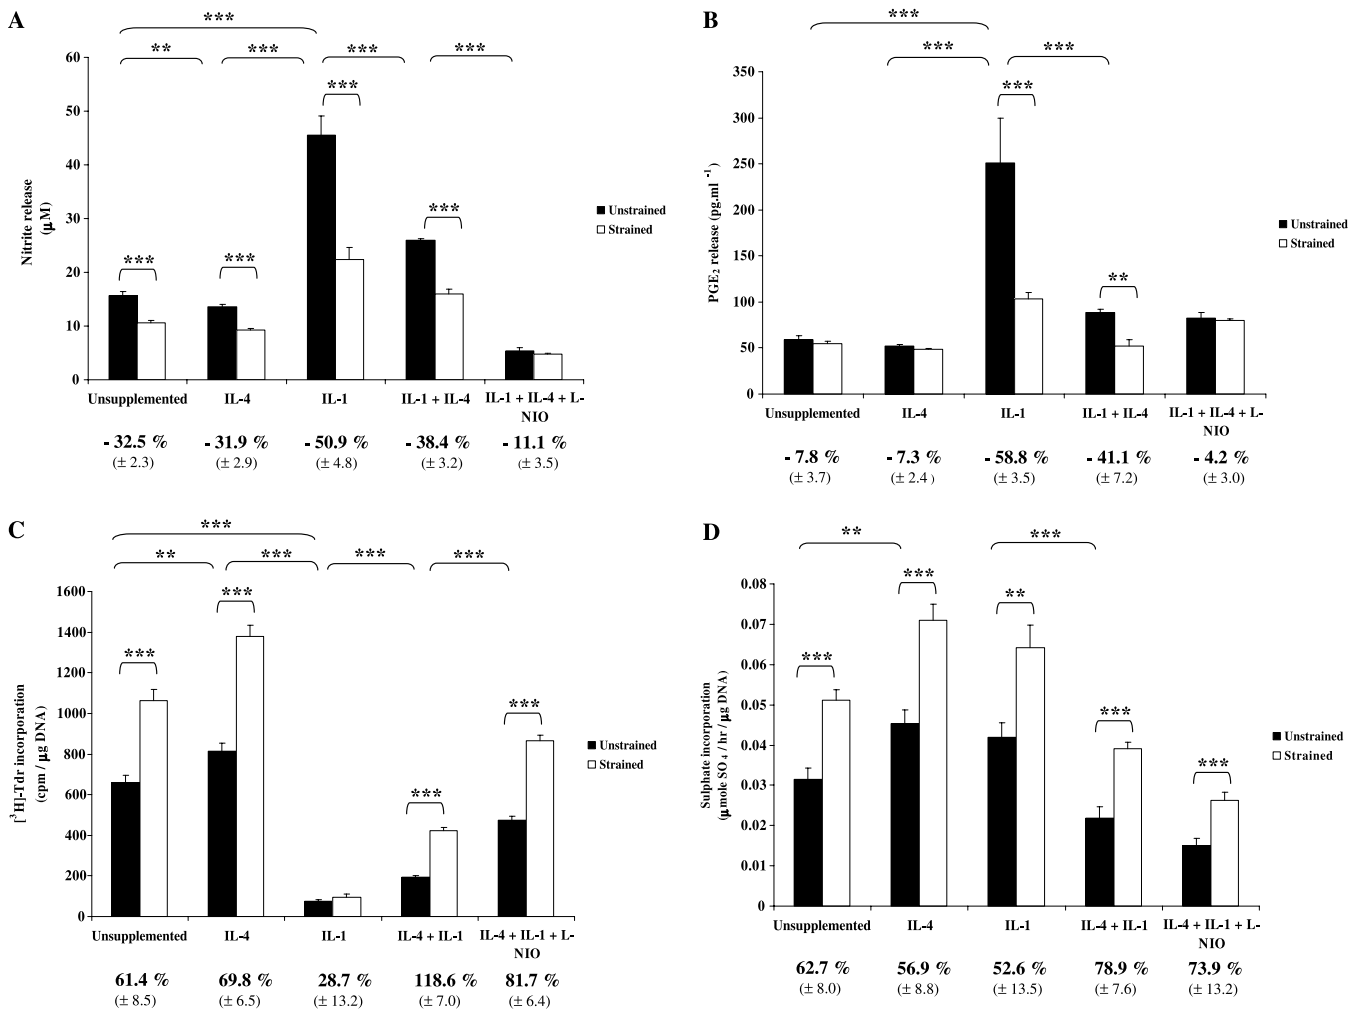 A
***
** *** *** ***
60
50
40
30
20
10
0
Nitrite release
(μM)
***
***
***
***
Unstrained
Strained
Unsupplemented IL-4 IL-1 IL-1 + IL-4 IL-1 + IL-4 + L-
NIO
- 32.5 % - 31.9 % - 50.9 % - 38.4 % - 11.1 %
(± 2.3) (± 2.9) (± 4.8) (± 3.2) (± 3.5)
B
***
*** ***
350
300
250
200
150
100
50
0
PGE2 release (pg.ml -1)
***
**
Unstrained
Strained
Unsupplemented IL-4 IL-1 IL-1 + IL-4 IL-1 + IL-4 + L-
NIO
- 7.8 % - 7.3 % - 58.8 % - 41.1 % - 4.2 %
(± 3.7) (± 2.4 ) (± 3.5) (± 7.2) (± 3.0)
C
***
** *** *** ***
1600
1400
1200
1000
800
600
400
200
0
[3H]-Tdr incorporation
(cpm / μg DNA)
***
***
***
***
Unstrained
Strained
Unsupplemented IL-4 IL-1 IL-4 + IL-1 IL-4 + IL-1 + L-
NIO
61.4 % 69.8 % 28.7 % 118.6 % 81.7 %
(± 8.5) (± 6.5) (± 13.2) (± 7.0) (± 6.4)
D
** ***
0.08
0.07
0.06
0.05
0.04
0.03
0.02
0.01
0
Sulphate incorporation
(μmole SO4 / hr / μg DNA)
***
***
**
***
***
Unstrained
Strained
Unsupplemented IL-4 IL-1 IL-4 + IL-1 IL-4 + IL-1 + L-
NIO
62.7 % 56.9 % 52.6 % 78.9 % 73.9 %
(± 8.0) (± 8.8) (± 13.5) (± 7.6) (± 13.2)